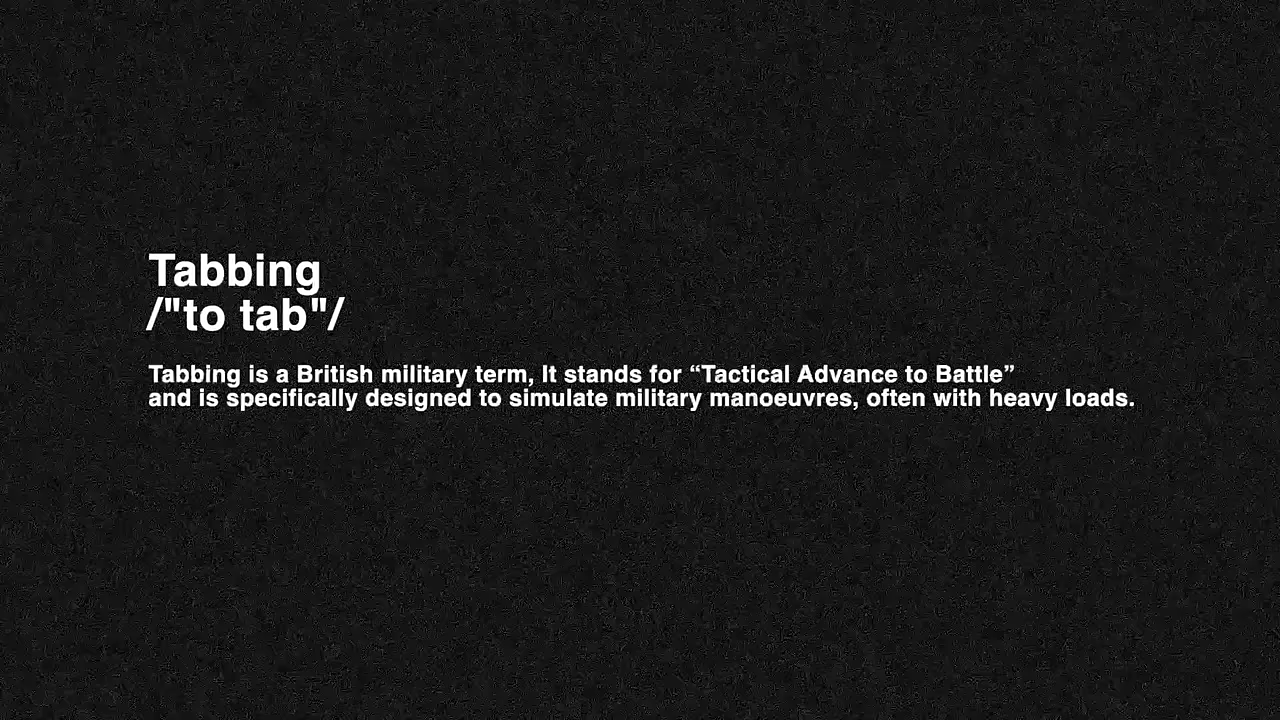 Tabbing
/"to tab"/
Tabbing is a British military term, It stands for “Tactical Advance to Battle”
and is specifically designed to simulate military manoeuvres, often with heavy loads.